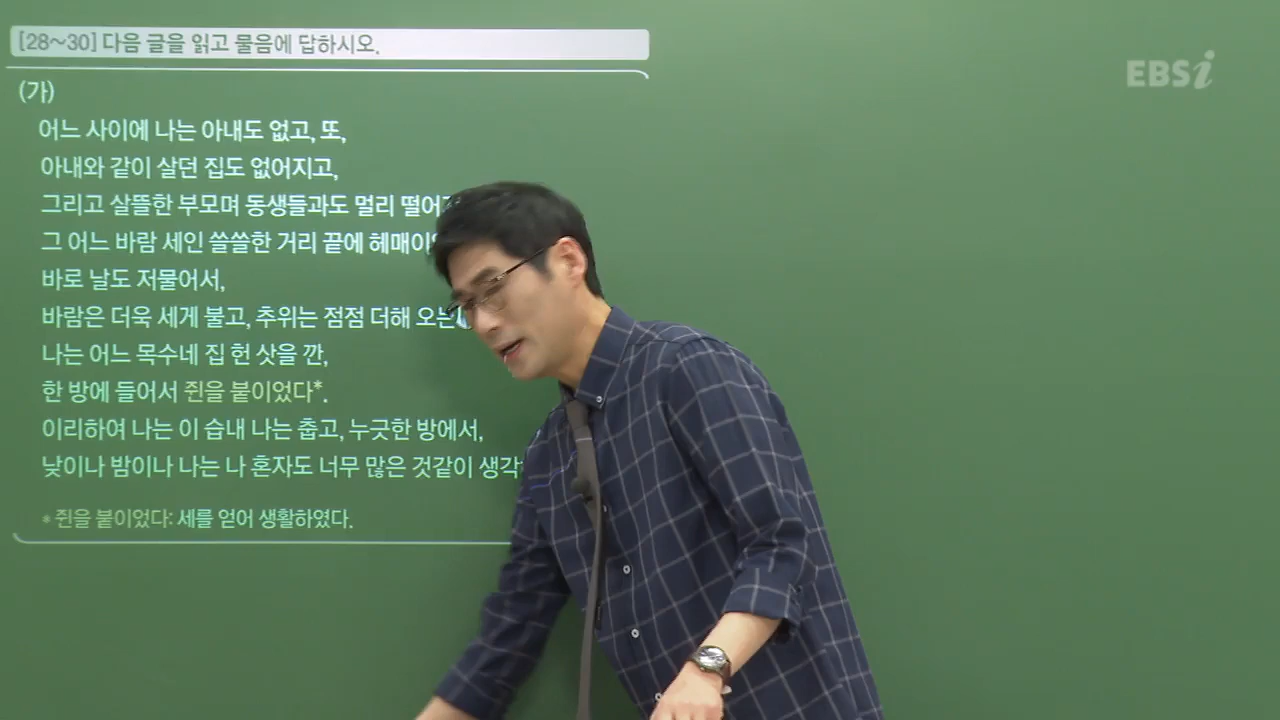 [28~30] 다음 글을 읽고 물음에 답하시오.
EBSi
(가)
어느 사이에 나는 아내도 없고, 또,
아내와 같이 살던 집도 없어지고,
그리고 살뜰한 부모며 동생들과도 멀리
그 어느 바람 세인 쓸쓸한 거리 끝에
바로 날도 저물어서,
바람은 더욱 세게 불고, 추위는 점점 더해
나는 어느 목수네 집 헌 삿을 깐,
한 방에 들어서 쥔을 붙이었다*.
이리하여 나는 이 습내 나는 춥고, 누긋한 방에서,
낮이나 밤이나 나는 나 혼자도 너무 많은 것같이
* 쥔을 붙이었다: 세를 얻어 생활하였다.